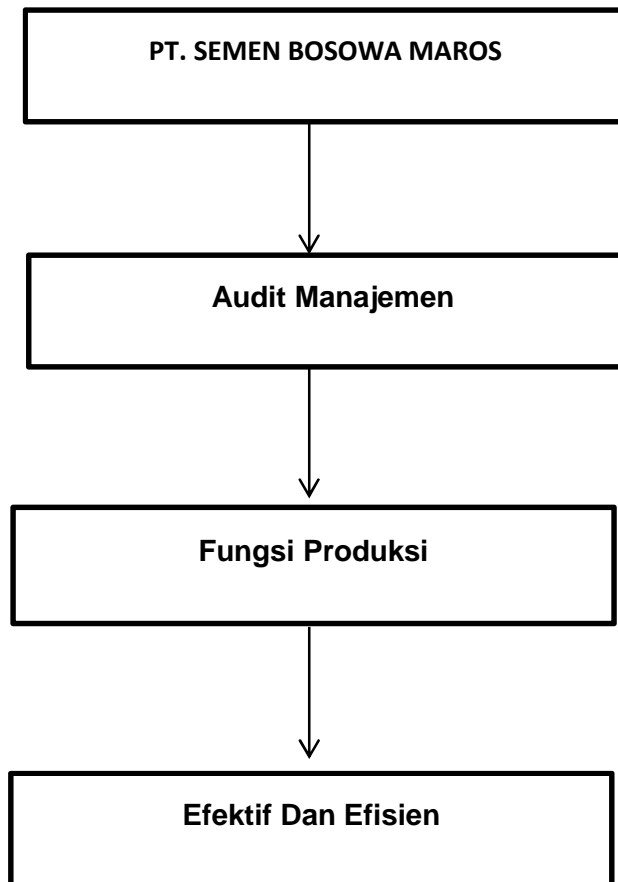 PT. SEMEN BOSOWA MAROS
Audit Manajemen
Fungsi Produksi
Efektif Dan Efisien